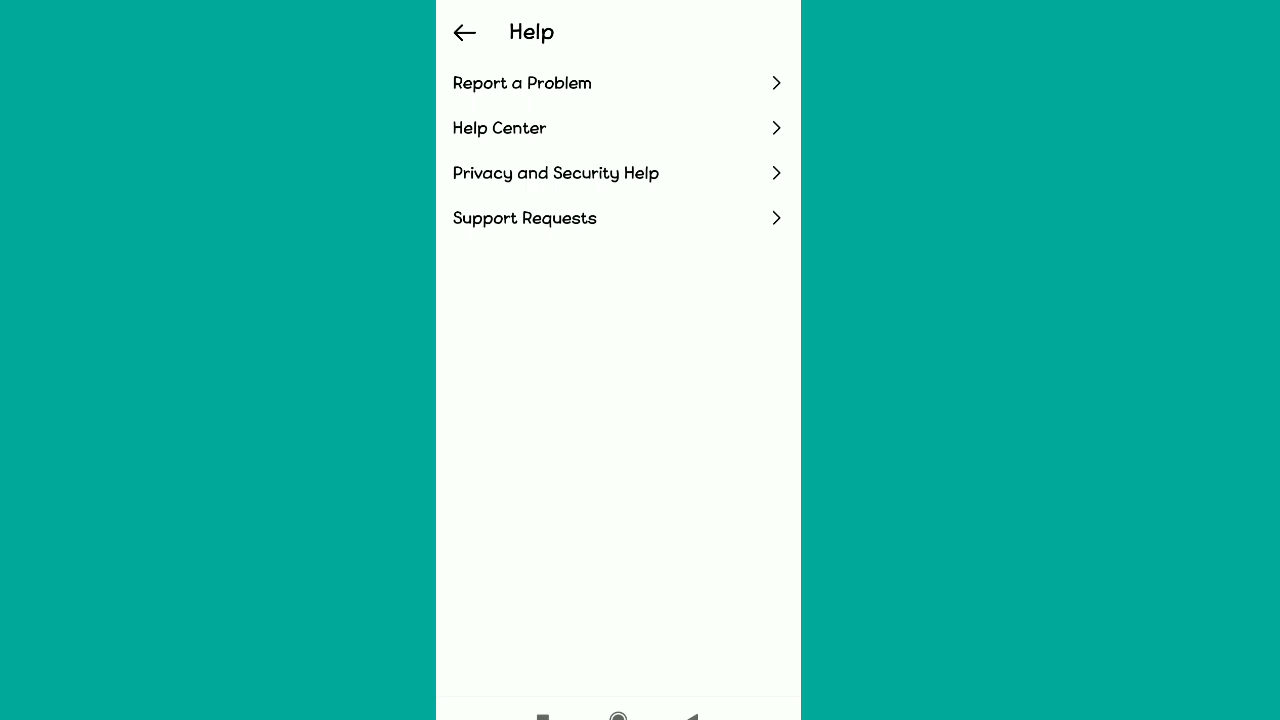 Help
Report a Problem
Help Center
Privacy and Security Help
Support Requests